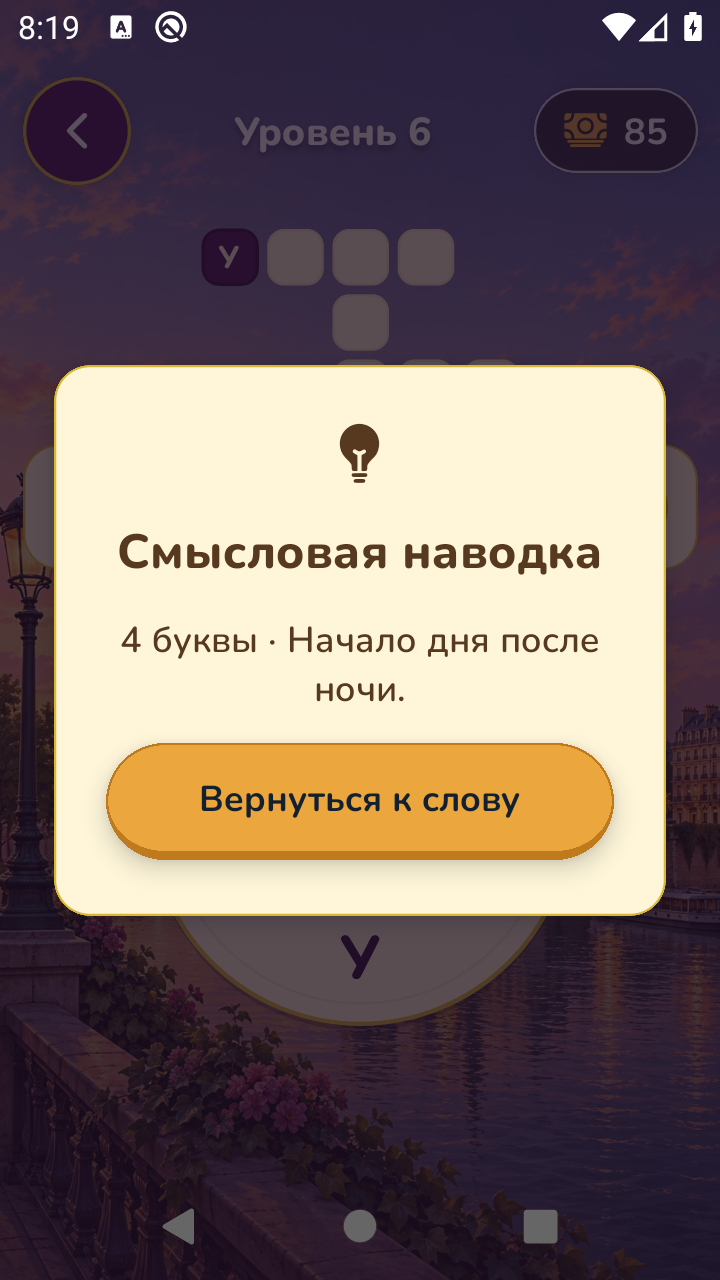 8:19
Уровень 6
85
У
Смысловая наводка
4 буквы · Начало дня после
ночи.
Вернуться к слову
У